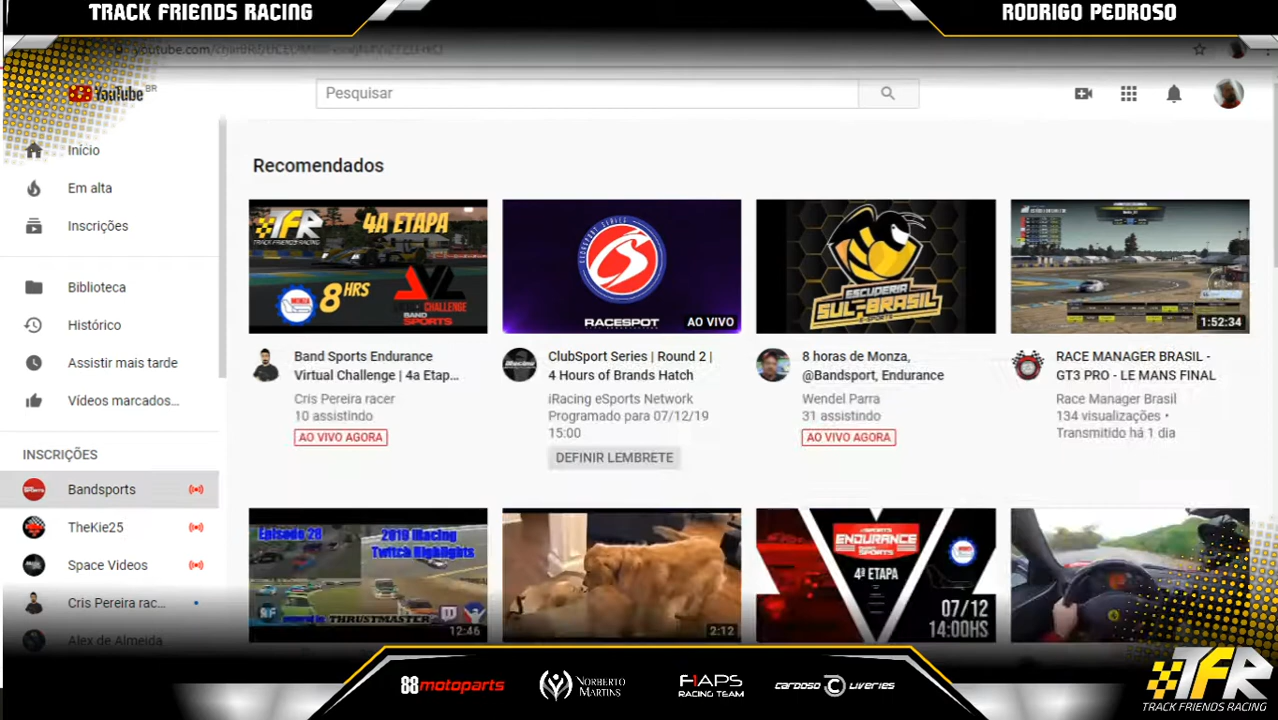 TRACK FRIENDS RACING
RODRIGO PEDROSO
YouTube BR
Pesquisar
Início
Em alta
Inscrições
Biblioteca
Histórico
Assistir mais tarde
Vídeos marcados...
INSCRIÇÕES
Bandsports
TheKie25
Space Videos
Cris Pereira rac...
Alex de Almeida
Recomendados
TFR
TRACK FRIENDS RACING
4A ETAPA
MONZA
8 HRS
CHALLENGE
BAND SPORTS
Band Sports Endurance
Virtual Challenge | 4a Etap...
Cris Pereira racer
10 assistindo
AO VIVO AGORA
RACESPOT
AO VIVO
ClubSport Series | Round 2 |
4 Hours of Brands Hatch
iRacing eSports Network
Programado para 07/12/19
15:00
DEFINIR LEMBRETE
ESCUDERIA
SUL-BRASIL
8 horas de Monza,
@Bandsport, Endurance
Wendel Parra
31 assistindo
AO VIVO AGORA
1:52:34
RACE MANAGER BRASIL -
GT3 PRO - LE MANS FINAL
Race Manager Brasil
134 visualizações •
Transmitido há 1 dia
Episode 28
2019 iRacing
Twitch Highlights
THRUSTMASTER
12:46
2:12
ENDURANCE
4ª ETAPA
07/12
14:00HS
88motoparts
NORBERTO
MARTINS
F1APS
RACING TEAM
CARDOSO LIVERIES
TFR
TRACK FRIENDS RACING